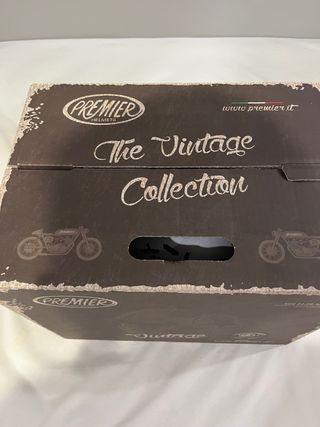 PREMIER
HELMETS
www.premier.it
The Vintage
Collection
PREMIER
Vintage